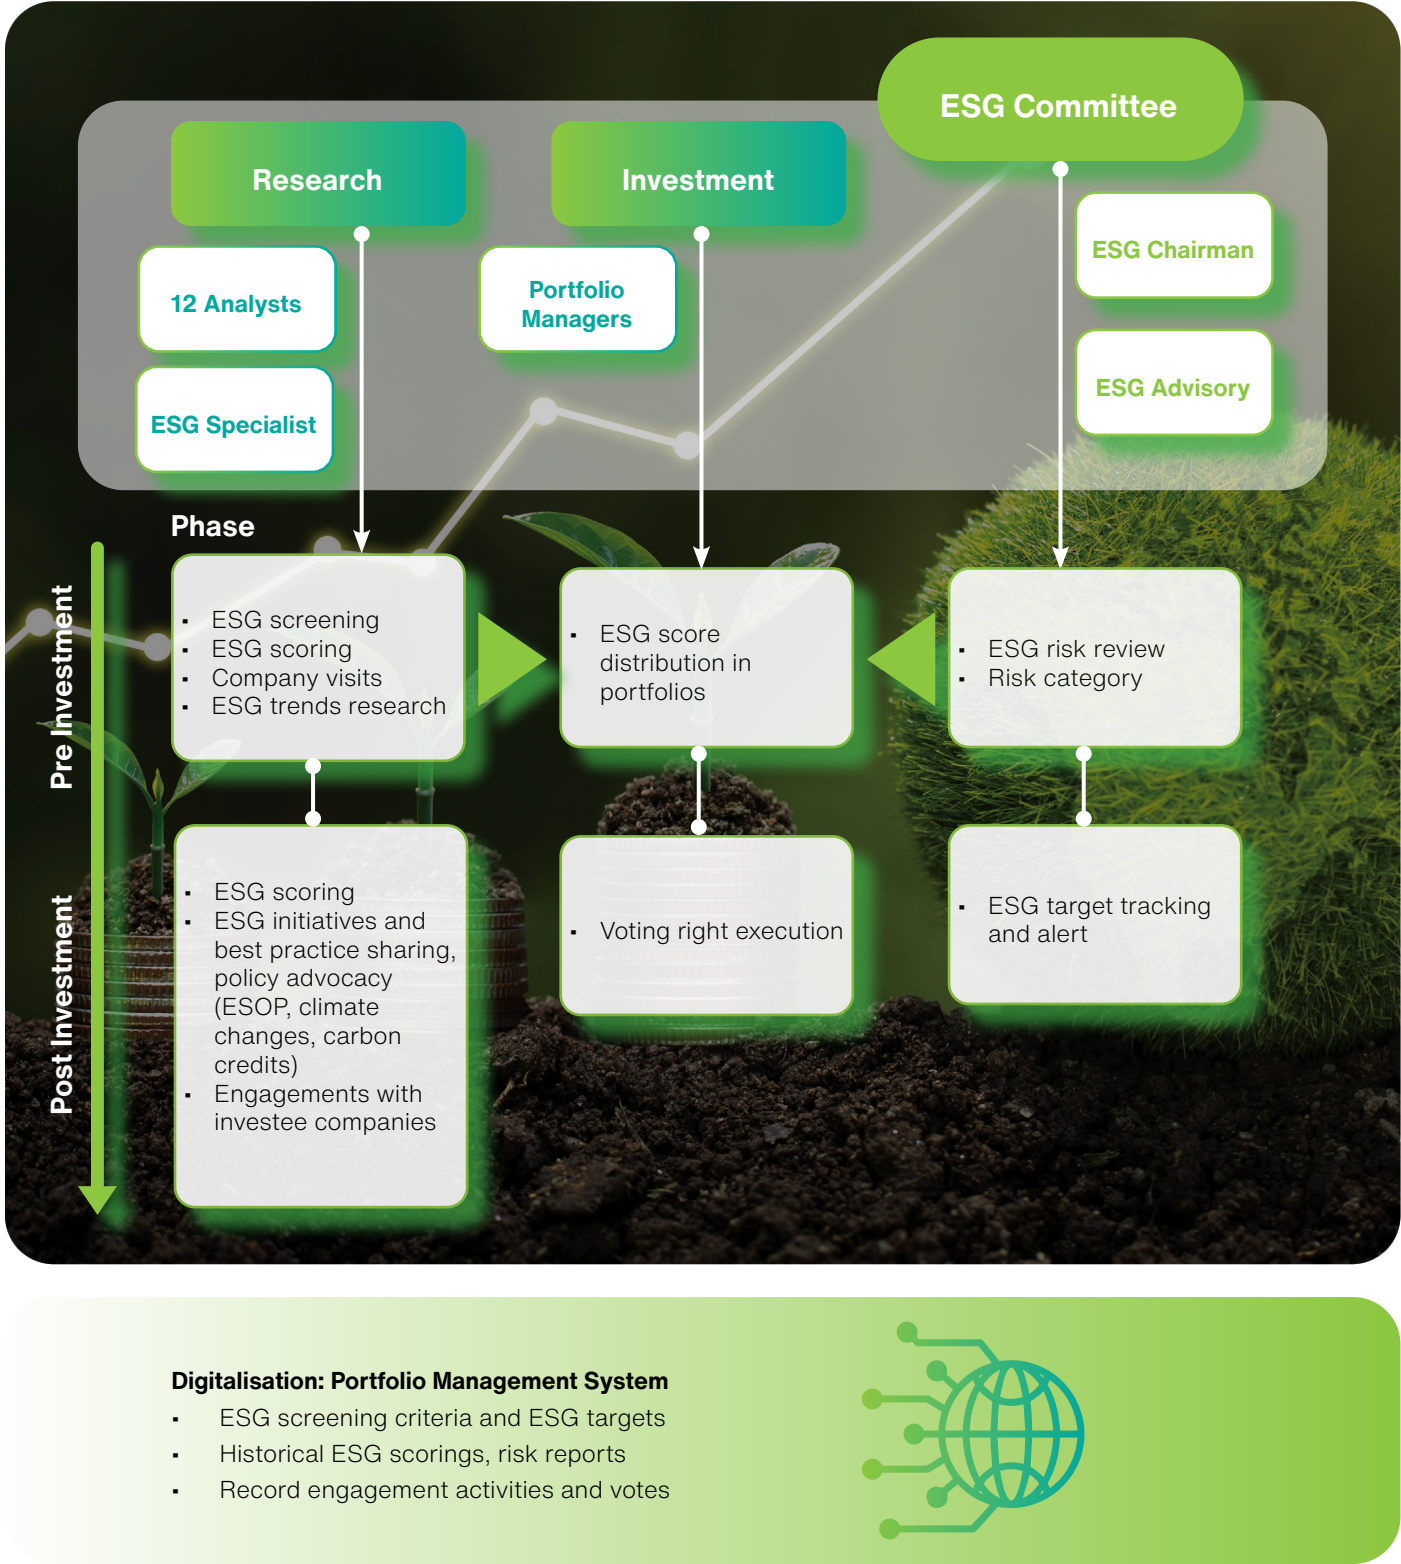 ESG Committee
Research
Investment
ESG Chairman
12 Analysts
Portfolio
Managers
ESG Advisory
ESG Specialist
Phase
Pre Investment
▪ ESG screening
▪ ESG scoring
▪ Company visits
▪ ESG trends research
▪ ESG score
distribution in
portfolios
▪ ESG risk review
▪ Risk category
Post Investment
▪ ESG scoring
▪ ESG initiatives and
best practice sharing,
policy advocacy
(ESOP, climate
changes, carbon
credits)
▪ Engagements with
investee companies
▪ Voting right execution
▪ ESG target tracking
and alert
Digitalisation: Portfolio Management System
▪ ESG screening criteria and ESG targets
▪ Historical ESG scorings, risk reports
▪ Record engagement activities and votes